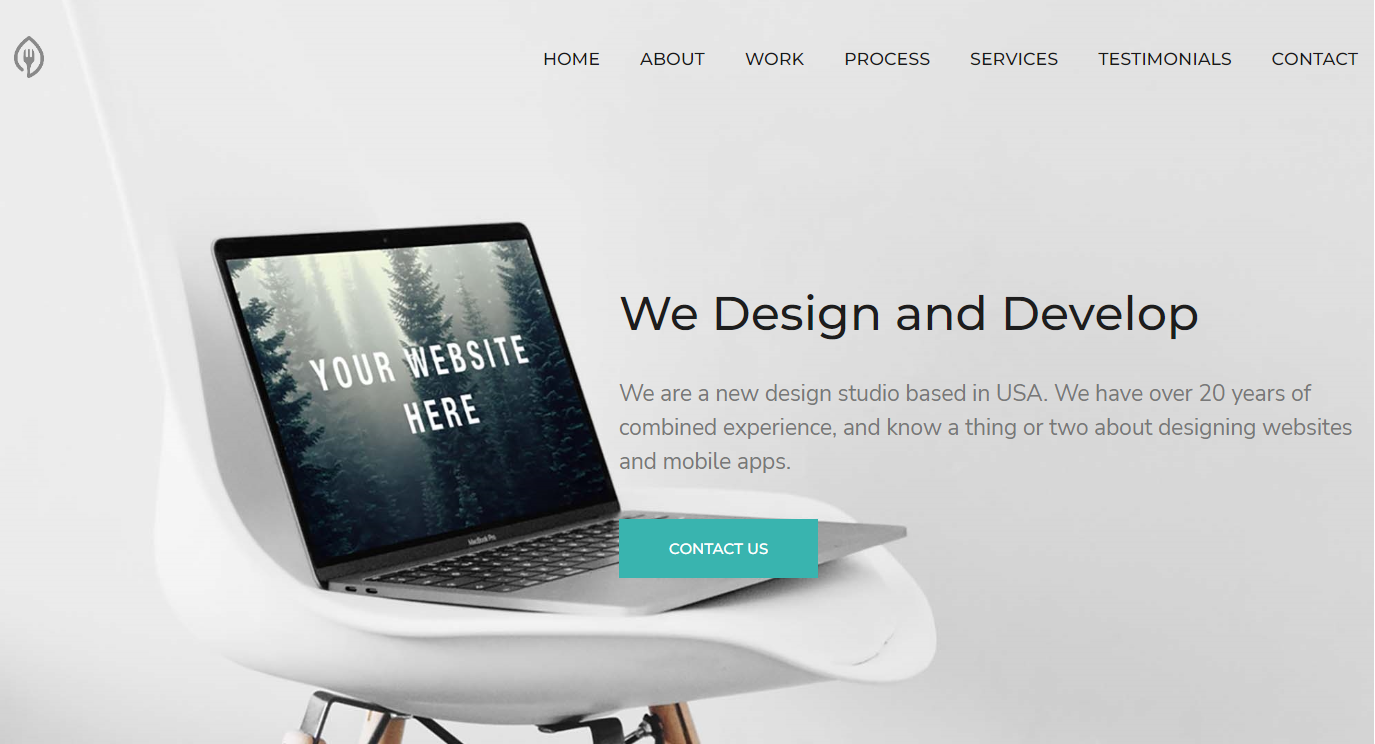 HOME ABOUT WORK PROCESS SERVICES TESTIMONIALS CONTACT
YOUR WEBSITE
HERE
MacBook Pro
We Design and Develop
We are a new design studio based in USA. We have over 20 years of
combined experience, and know a thing or two about designing websites
and mobile apps.
CONTACT US